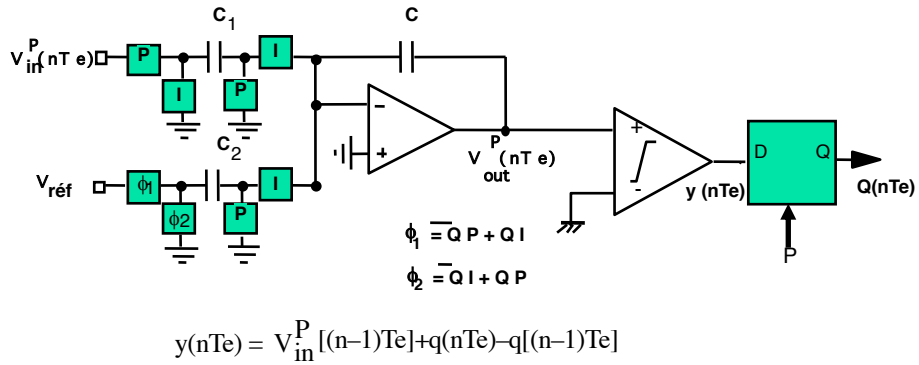 C1 C
V in P (nT e) P I I P
C2
Vréf ϕ1 ϕ2 P I
− +
V out P (nT e)
+ -
y (nTe)
D Q
Q(nTe)
P
ϕ1 = Q̅ P + Q I
ϕ2 = Q̅ I + Q P
y(nTe) = V in P [(n–1)Te]+q(nTe)–q[(n–1)Te]